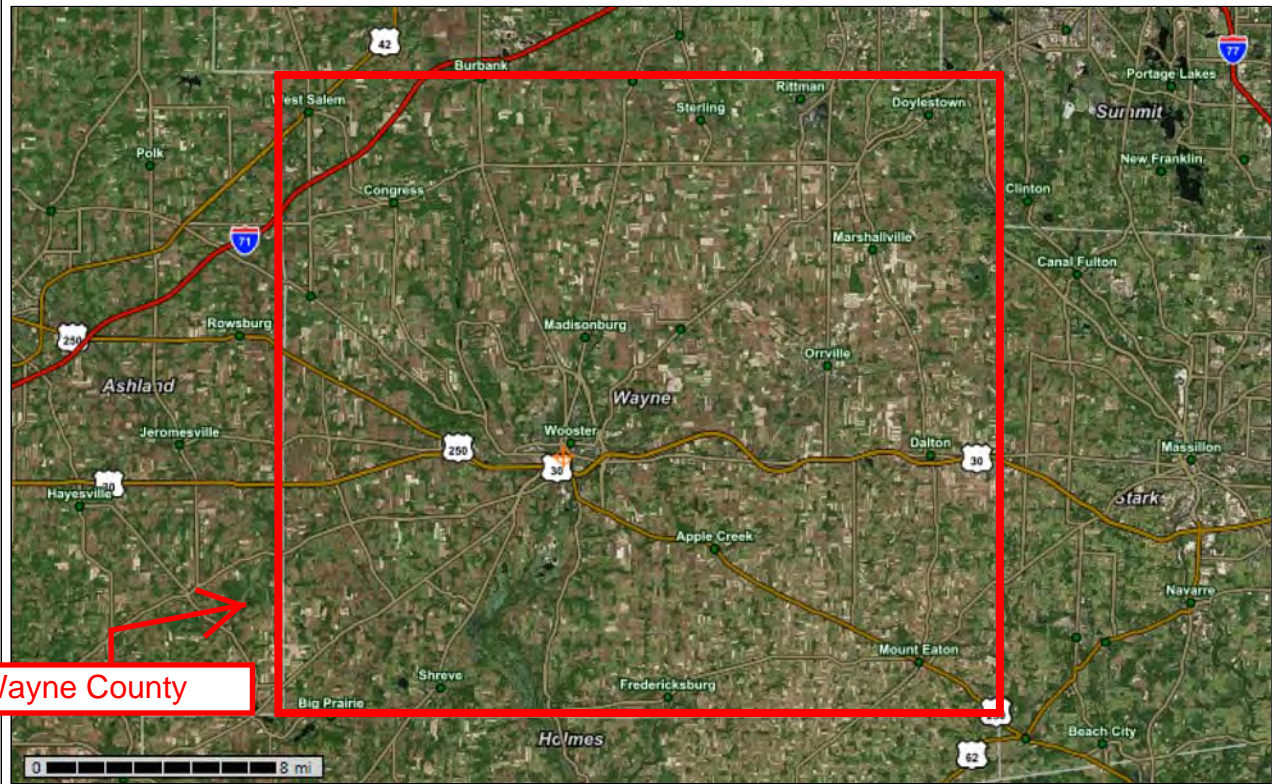 42
77
Burbank
Portage Lakes
West Salem
Sterling
Rittman
Doylestown
Summit
Polk
New Franklin
Congress
Clinton
71
Marshallville
Canal Fulton
Rowsburg
Madisonburg
250
Orrville
Ashland
Wayne
Jeromesville
Wooster
250
Dalton
30
30
Massillon
30
Hayesville
Stark
Apple Creek
Navarre
Mount Eaton
Wayne County
Shreve
Fredericksburg
Big Prairie
Holmes
Beach City
62
0 8 mi